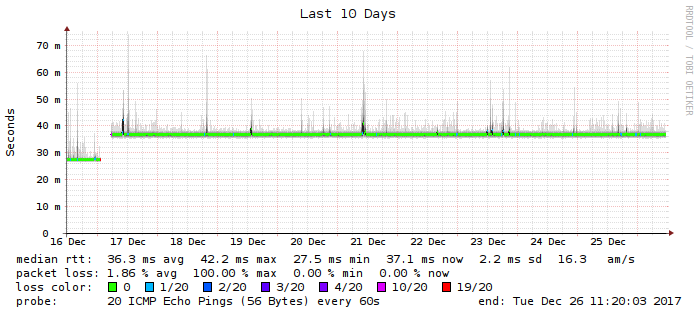 Last 10 Days
RRDTOOL / TOBI OETIKER
Seconds
70 m
60 m
50 m
40 m
30 m
20 m
10 m
0
16 Dec 17 Dec 18 Dec 19 Dec 20 Dec 21 Dec 22 Dec 23 Dec 24 Dec 25 Dec
median rtt: 36.3 ms avg 42.2 ms max 27.5 ms min 37.1 ms now 2.2 ms sd 16.3 am/s
packet loss: 1.86 % avg 100.00 % max 0.00 % min 0.00 % now
loss color: 0 1/20 2/20 3/20 4/20 10/20 19/20
probe: 20 ICMP Echo Pings (56 Bytes) every 60s end: Tue Dec 26 11:20:03 2017